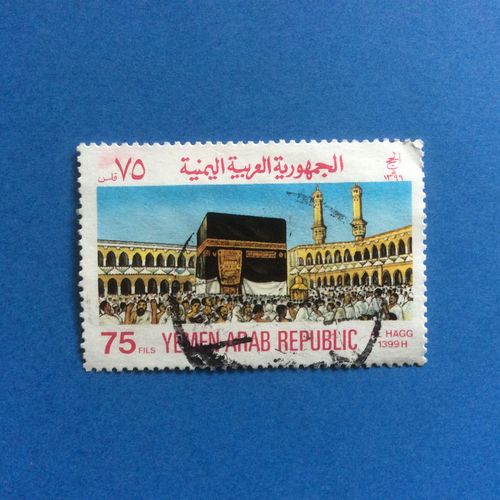 ٧٥ فلس
الجمهورية العربية اليمنية
الحج
١٣٩٩
75 FILS
YEMEN ARAB REPUBLIC
HAGG
1399 H